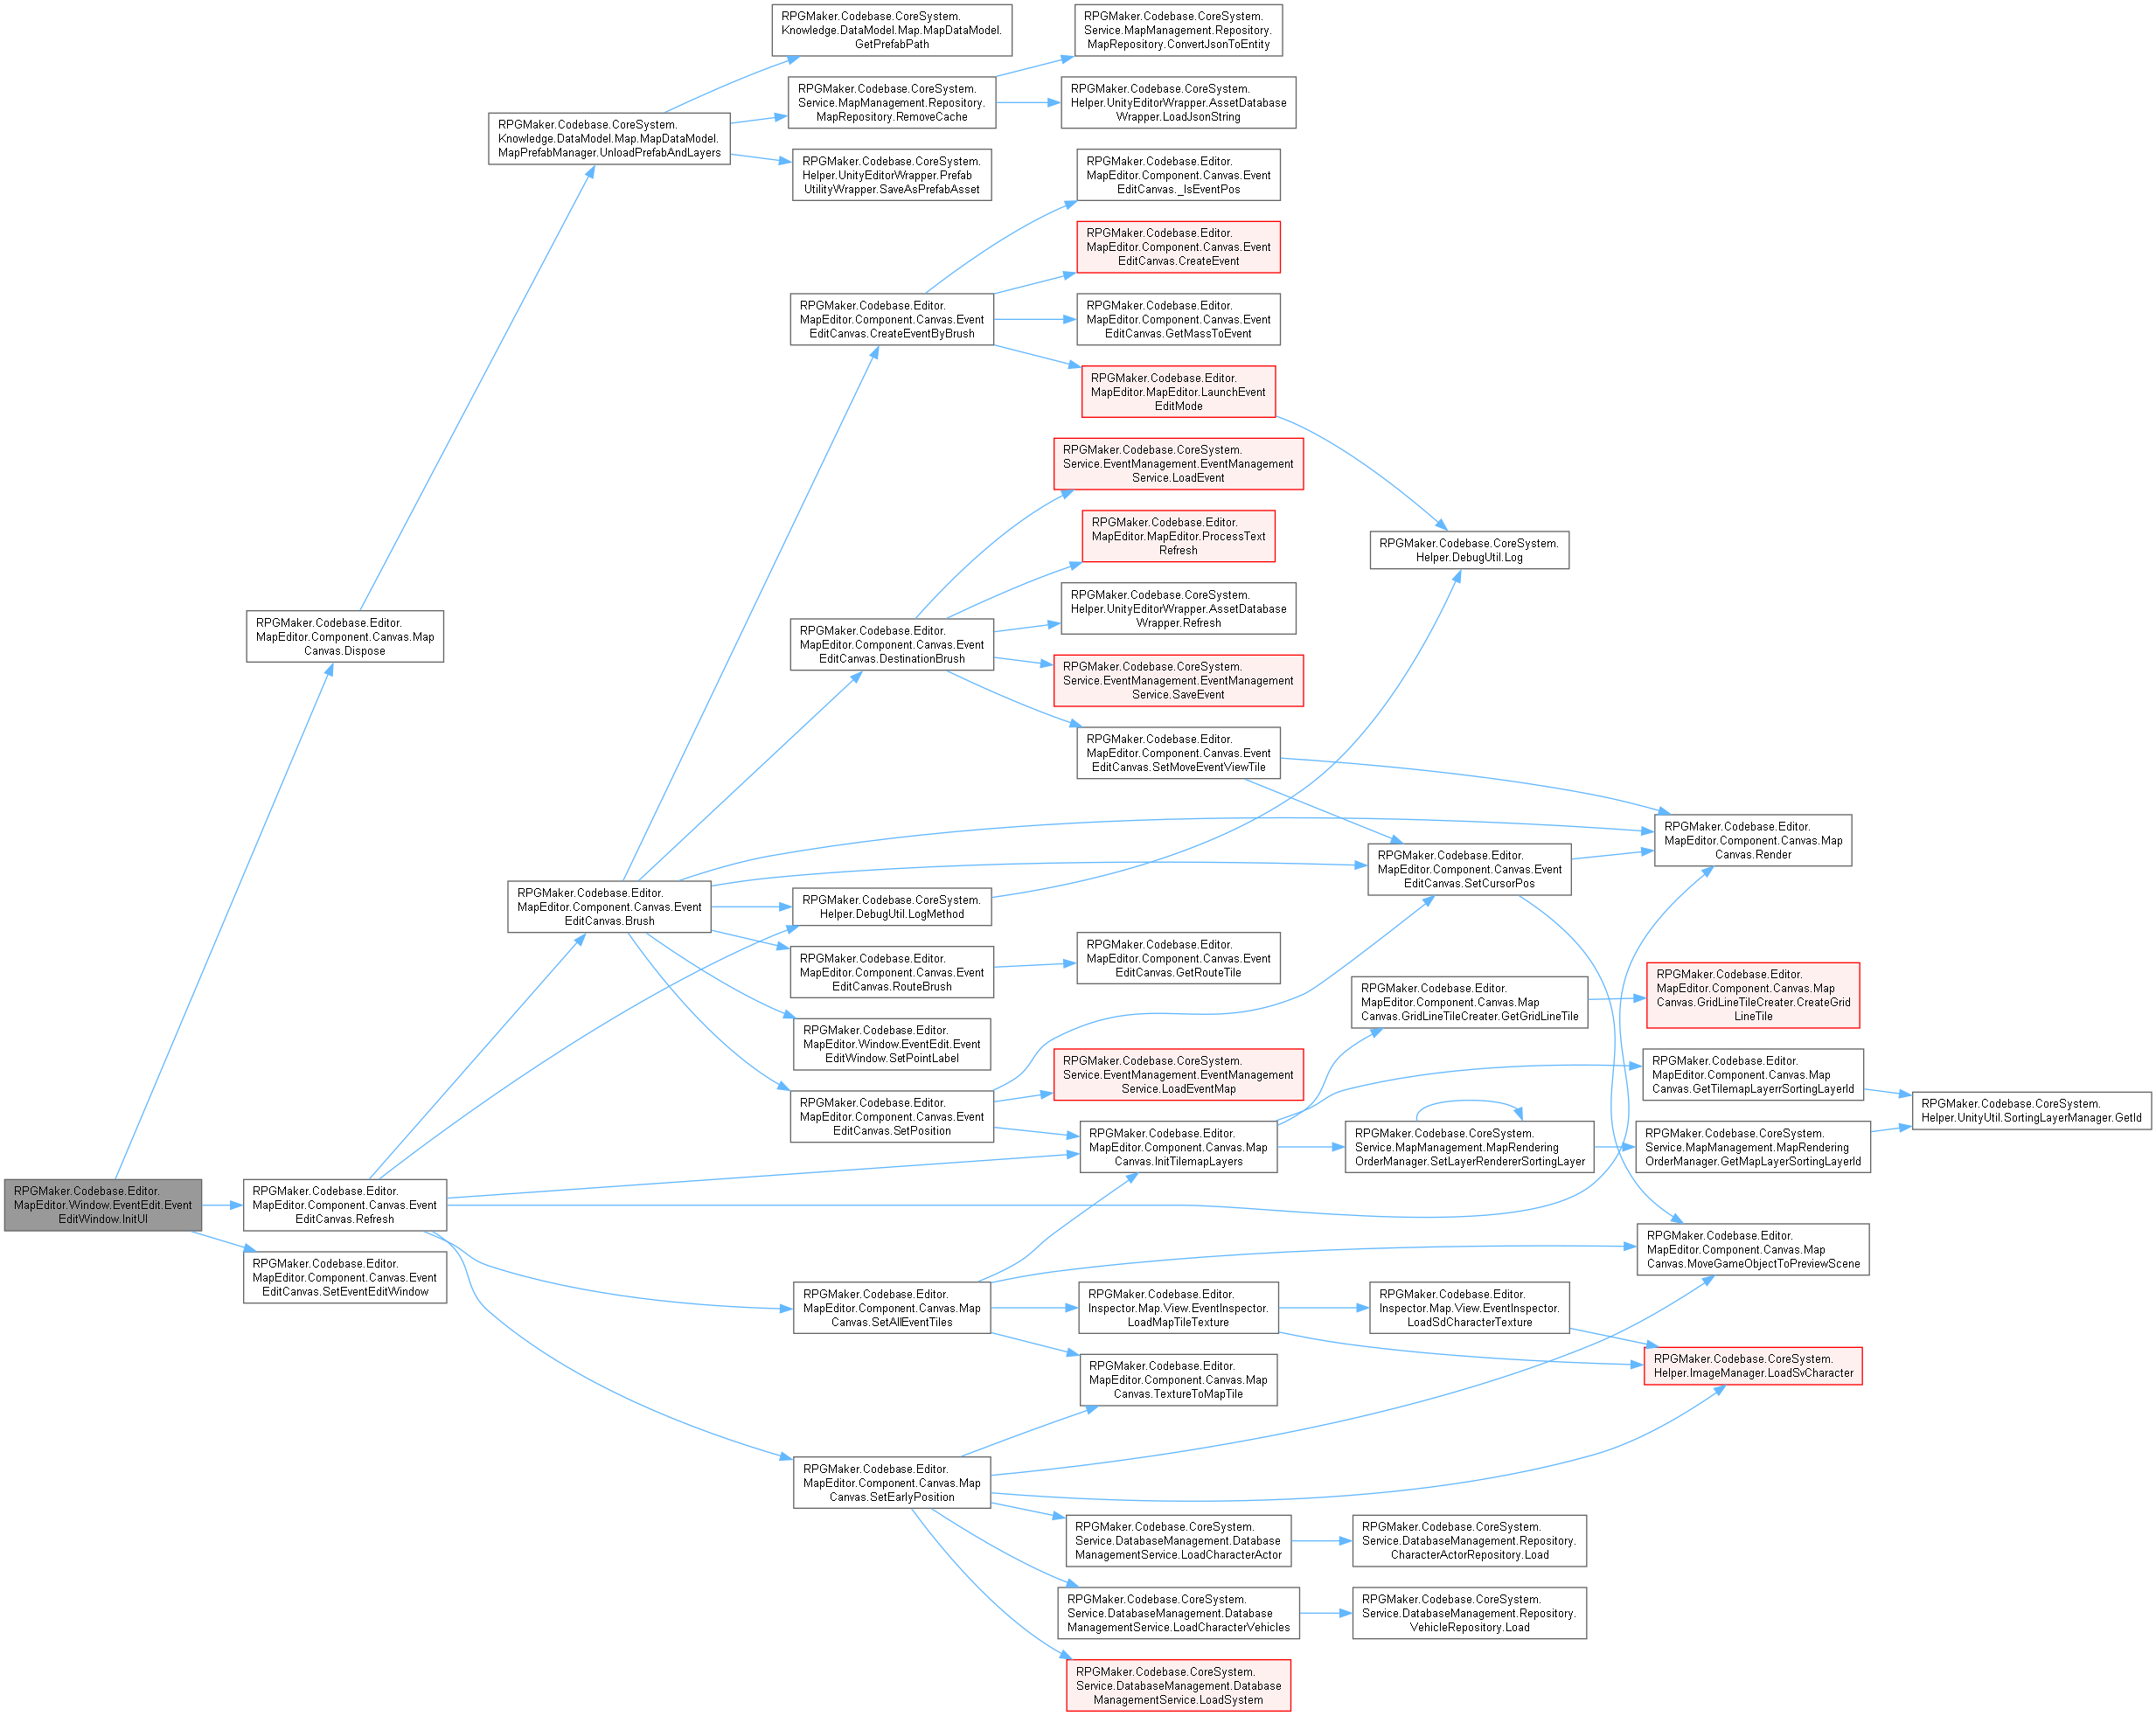 RPGMaker.Codebase.CoreSystem.
Knowledge.DataModel.Map.MapDataModel.
GetPrefabPath
RPGMaker.Codebase.CoreSystem.
Service.MapManagement.Repository.
MapRepository.ConvertJsonToEntity
RPGMaker.Codebase.CoreSystem.
Service.MapManagement.Repository.
MapRepository.RemoveCache
RPGMaker.Codebase.CoreSystem.
Helper.UnityEditorWrapper.AssetDatabase
Wrapper.LoadJsonString
RPGMaker.Codebase.CoreSystem.
Knowledge.DataModel.Map.MapDataModel.
MapPrefabManager.UnloadPrefabAndLayers
RPGMaker.Codebase.CoreSystem.
Helper.UnityEditorWrapper.Prefab
UtilityWrapper.SaveAsPrefabAsset
RPGMaker.Codebase.Editor.
MapEditor.Component.Canvas.Event
EditCanvas._IsEventPos
RPGMaker.Codebase.Editor.
MapEditor.Component.Canvas.Event
EditCanvas.CreateEvent
RPGMaker.Codebase.Editor.
MapEditor.Component.Canvas.Event
EditCanvas.CreateEventByBrush
RPGMaker.Codebase.Editor.
MapEditor.Component.Canvas.Event
EditCanvas.GetMassToEvent
RPGMaker.Codebase.Editor.
MapEditor.MapEditor.LaunchEvent
EditMode
RPGMaker.Codebase.CoreSystem.
Service.EventManagement.EventManagement
Service.LoadEvent
RPGMaker.Codebase.Editor.
MapEditor.MapEditor.ProcessText
Refresh
RPGMaker.Codebase.CoreSystem.
Helper.DebugUtil.Log
RPGMaker.Codebase.CoreSystem.
Helper.UnityEditorWrapper.AssetDatabase
Wrapper.Refresh
RPGMaker.Codebase.Editor.
MapEditor.Component.Canvas.Map
Canvas.Dispose
RPGMaker.Codebase.Editor.
MapEditor.Component.Canvas.Event
EditCanvas.DestinationBrush
RPGMaker.Codebase.CoreSystem.
Service.EventManagement.EventManagement
Service.SaveEvent
RPGMaker.Codebase.Editor.
MapEditor.Component.Canvas.Event
EditCanvas.SetMoveEventViewTile
RPGMaker.Codebase.Editor.
MapEditor.Component.Canvas.Map
Canvas.Render
RPGMaker.Codebase.Editor.
MapEditor.Component.Canvas.Event
EditCanvas.SetCursorPos
RPGMaker.Codebase.Editor.
MapEditor.Component.Canvas.Event
EditCanvas.Brush
RPGMaker.Codebase.CoreSystem.
Helper.DebugUtil.LogMethod
RPGMaker.Codebase.Editor.
MapEditor.Component.Canvas.Event
EditCanvas.RouteBrush
RPGMaker.Codebase.Editor.
MapEditor.Component.Canvas.Event
EditCanvas.GetRouteTile
RPGMaker.Codebase.Editor.
MapEditor.Component.Canvas.Map
Canvas.GridLineTileCreater.GetGridLineTile
RPGMaker.Codebase.Editor.
MapEditor.Component.Canvas.Map
Canvas.GridLineTileCreater.CreateGrid
LineTile
RPGMaker.Codebase.Editor.
MapEditor.Window.EventEdit.Event
EditWindow.SetPointLabel
RPGMaker.Codebase.CoreSystem.
Service.EventManagement.EventManagement
Service.LoadEventMap
RPGMaker.Codebase.Editor.
MapEditor.Component.Canvas.Map
Canvas.GetTilemapLayerrSortingLayerId
RPGMaker.Codebase.Editor.
MapEditor.Component.Canvas.Event
EditCanvas.SetPosition
RPGMaker.Codebase.CoreSystem.
Helper.UnityUtil.SortingLayerManager.GetId
RPGMaker.Codebase.Editor.
MapEditor.Component.Canvas.Map
Canvas.InitTilemapLayers
RPGMaker.Codebase.CoreSystem.
Service.MapManagement.MapRendering
OrderManager.SetLayerRendererSortingLayer
RPGMaker.Codebase.CoreSystem.
Service.MapManagement.MapRendering
OrderManager.GetMapLayerSortingLayerId
RPGMaker.Codebase.Editor.
MapEditor.Window.EventEdit.Event
EditWindow.InitUI
RPGMaker.Codebase.Editor.
MapEditor.Component.Canvas.Event
EditCanvas.Refresh
RPGMaker.Codebase.Editor.
MapEditor.Component.Canvas.Event
EditCanvas.SetEventEditWindow
RPGMaker.Codebase.Editor.
MapEditor.Component.Canvas.Map
Canvas.MoveGameObjectToPreviewScene
RPGMaker.Codebase.Editor.
MapEditor.Component.Canvas.Map
Canvas.SetAllEventTiles
RPGMaker.Codebase.Editor.
Inspector.Map.View.EventInspector.
LoadMapTileTexture
RPGMaker.Codebase.Editor.
Inspector.Map.View.EventInspector.
LoadSdCharacterTexture
RPGMaker.Codebase.CoreSystem.
Helper.ImageManager.LoadSvCharacter
RPGMaker.Codebase.Editor.
MapEditor.Component.Canvas.Map
Canvas.TextureToMapTile
RPGMaker.Codebase.Editor.
MapEditor.Component.Canvas.Map
Canvas.SetEarlyPosition
RPGMaker.Codebase.CoreSystem.
Service.DatabaseManagement.Database
ManagementService.LoadCharacterActor
RPGMaker.Codebase.CoreSystem.
Service.DatabaseManagement.Repository.
CharacterActorRepository.Load
RPGMaker.Codebase.CoreSystem.
Service.DatabaseManagement.Database
ManagementService.LoadCharacterVehicles
RPGMaker.Codebase.CoreSystem.
Service.DatabaseManagement.Repository.
VehicleRepository.Load
RPGMaker.Codebase.CoreSystem.
Service.DatabaseManagement.Database
ManagementService.LoadSystem